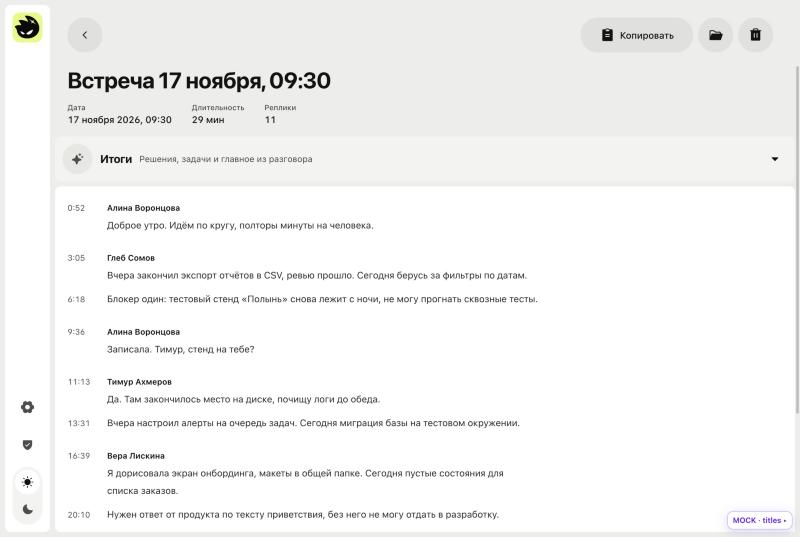 Копировать
Встреча 17 ноября, 09:30
Дата
Длительность
Реплики
17 ноября 2026, 09:30
29 мин
11
Итоги Решения, задачи и главное из разговора
0:52 Алина Воронцова
Доброе утро. Идём по кругу, полторы минуты на человека.
3:05 Глеб Сомов
Вчера закончил экспорт отчётов в CSV, ревью прошло. Сегодня берусь за фильтры по датам.
6:18 Блокер один: тестовый стенд «Полынь» снова лежит с ночи, не могу прогнать сквозные тесты.
9:36 Алина Воронцова
Записала. Тимур, стенд на тебе?
11:13 Тимур Ахмеров
Да. Там закончилось место на диске, почищу логи до обеда.
13:31 Вчера настроил алерты на очередь задач. Сегодня миграция базы на тестовом окружении.
16:39 Вера Лискина
Я дорисовала экран онбординга, макеты в общей папке. Сегодня пустые состояния для
списка заказов.
20:10 Нужен ответ от продукта по тексту приветствия, без него не могу отдать в разработку.
MOCK · titles